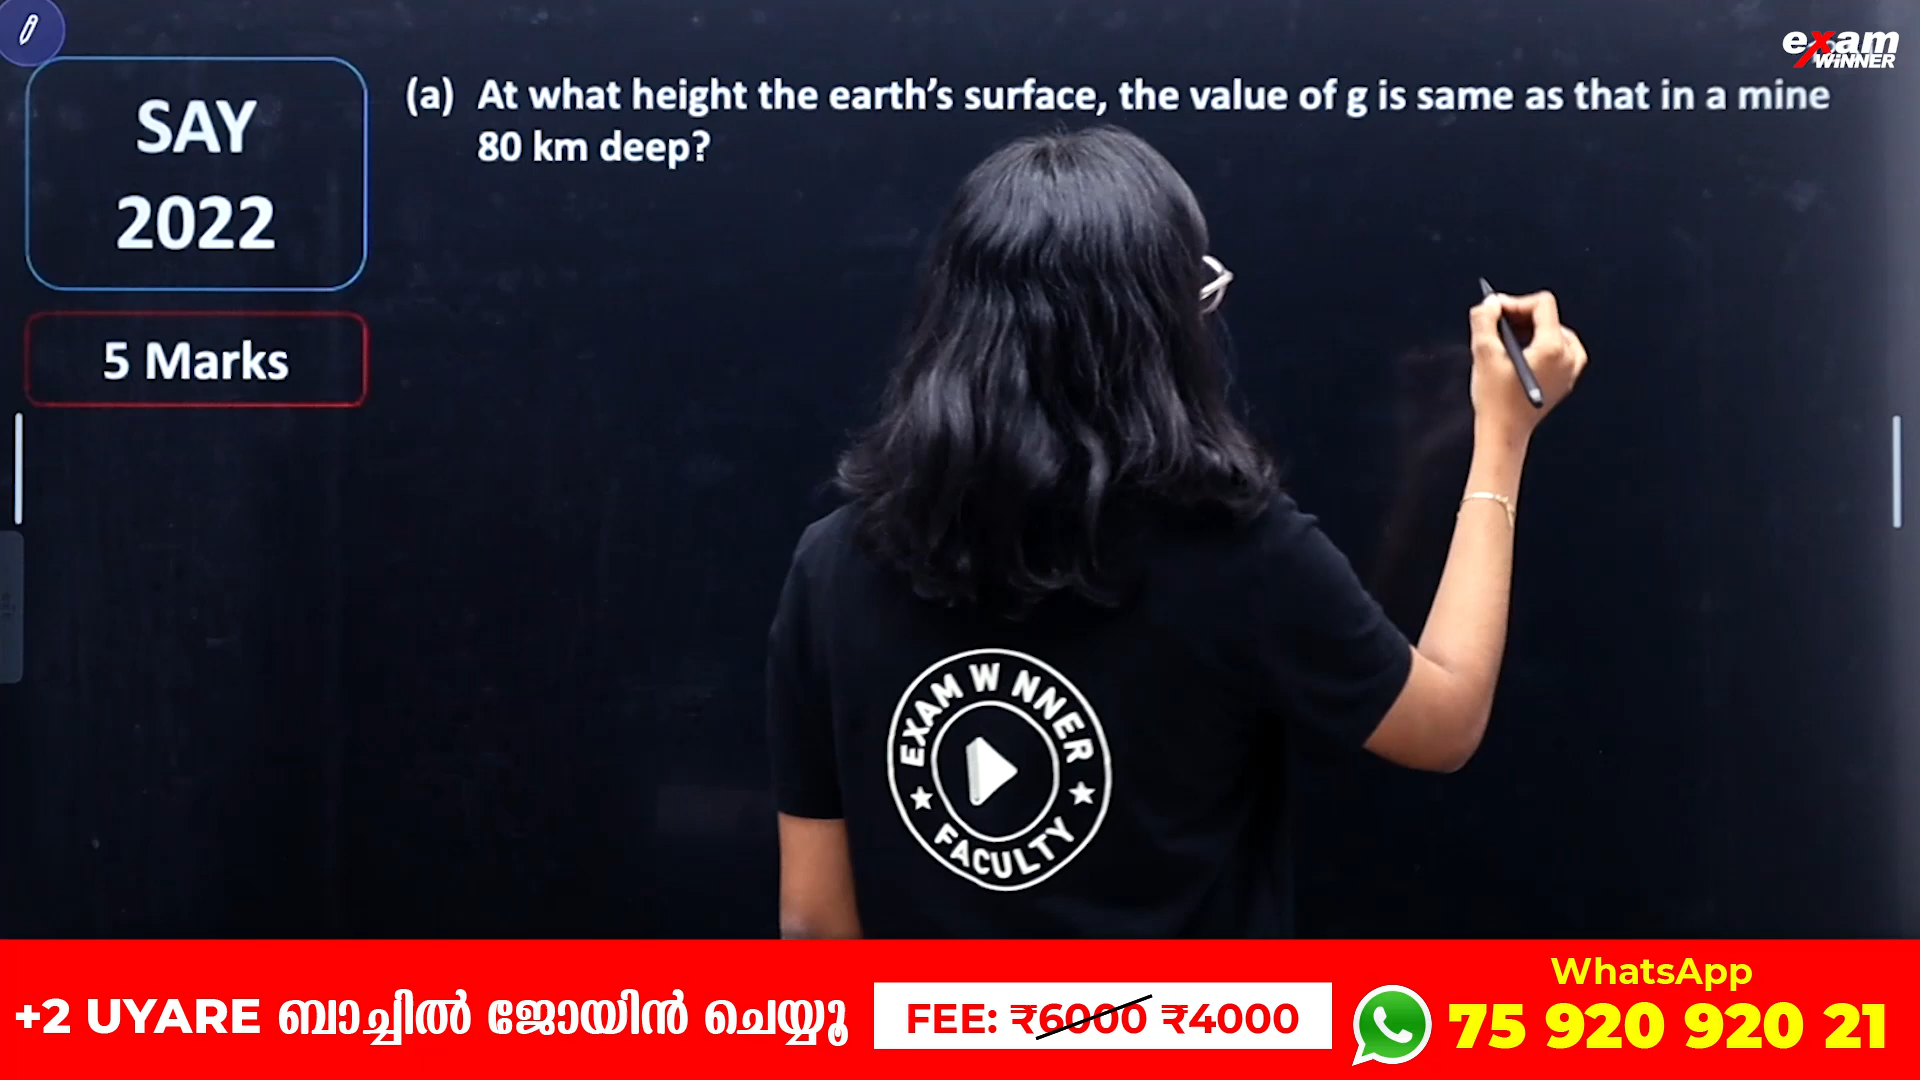 exam
WINNER
SAY
2022
5 Marks
(a) At what height the earth's surface, the value of g is same as that in a mine
80 km deep?
EXAM W NNER
FACULTY
+2 UYARE ബാച്ചിൽ ജോയിൻ ചെയ്യൂ
FEE: ₹6000 ₹4000
WhatsApp
75 920 920 21